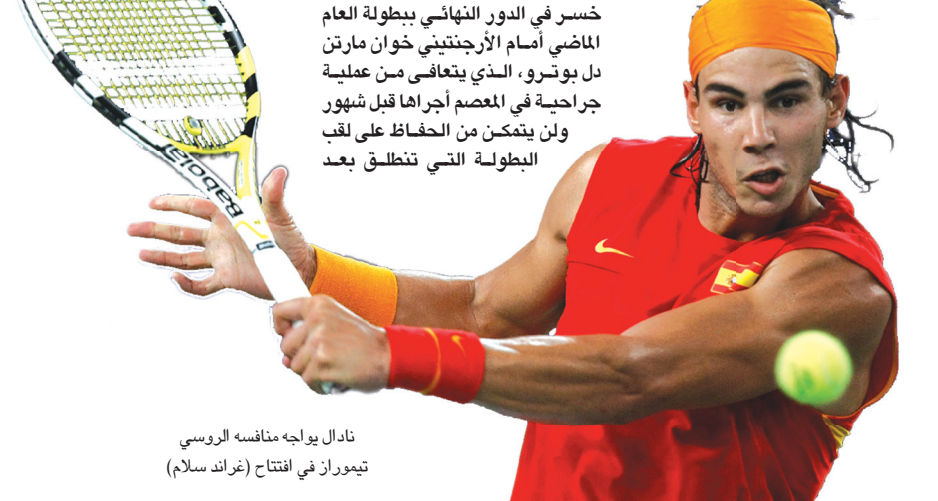 خسر في الدور النهائي ببطولة العام
الماضي أمام الأرجنتيني خوان مارتن
دل بوترو، الذي يتعافى من عملية
جراحية في المعصم أجراها قبل شهور
ولن يتمكن من الحفاظ على لقب
البطولة التي تنطلق بعد
Babolat
نادال يواجه منافسه الروسي
تيموراز في افتتاح (غراند سلام)